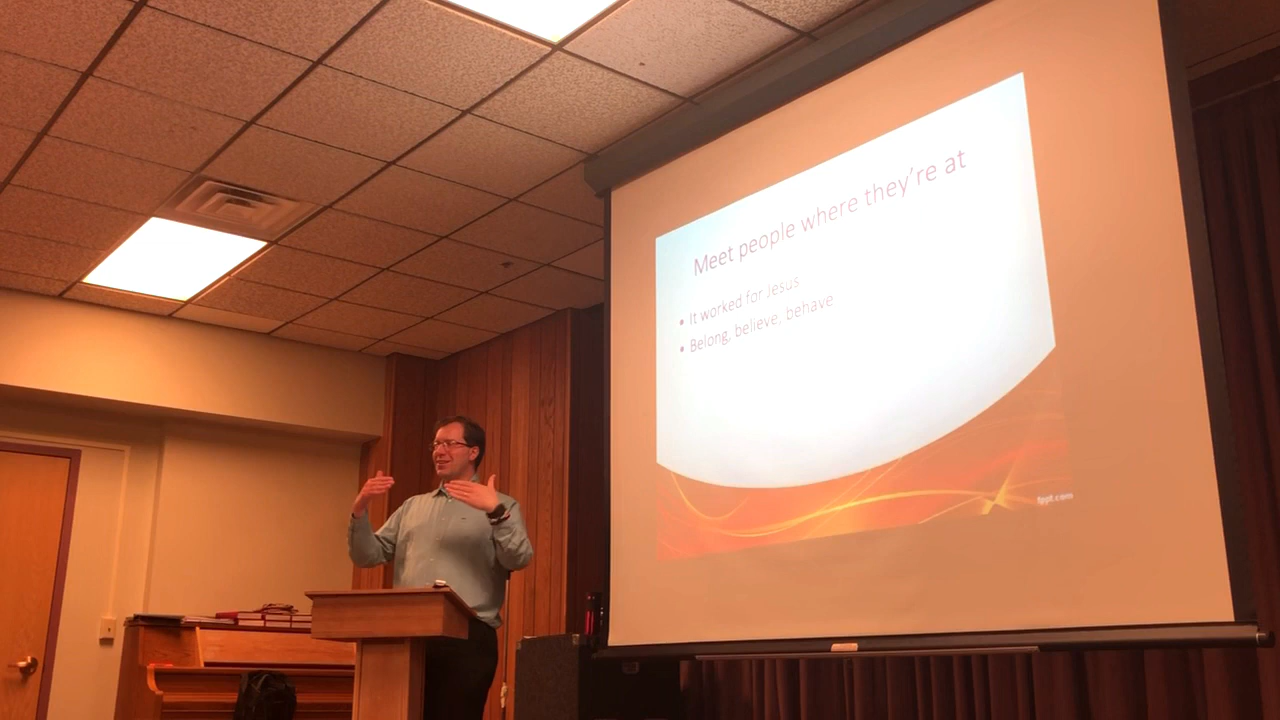 Meet people where they're at
• It worked for Jesus
• Belong, believe, behave
fppt.com